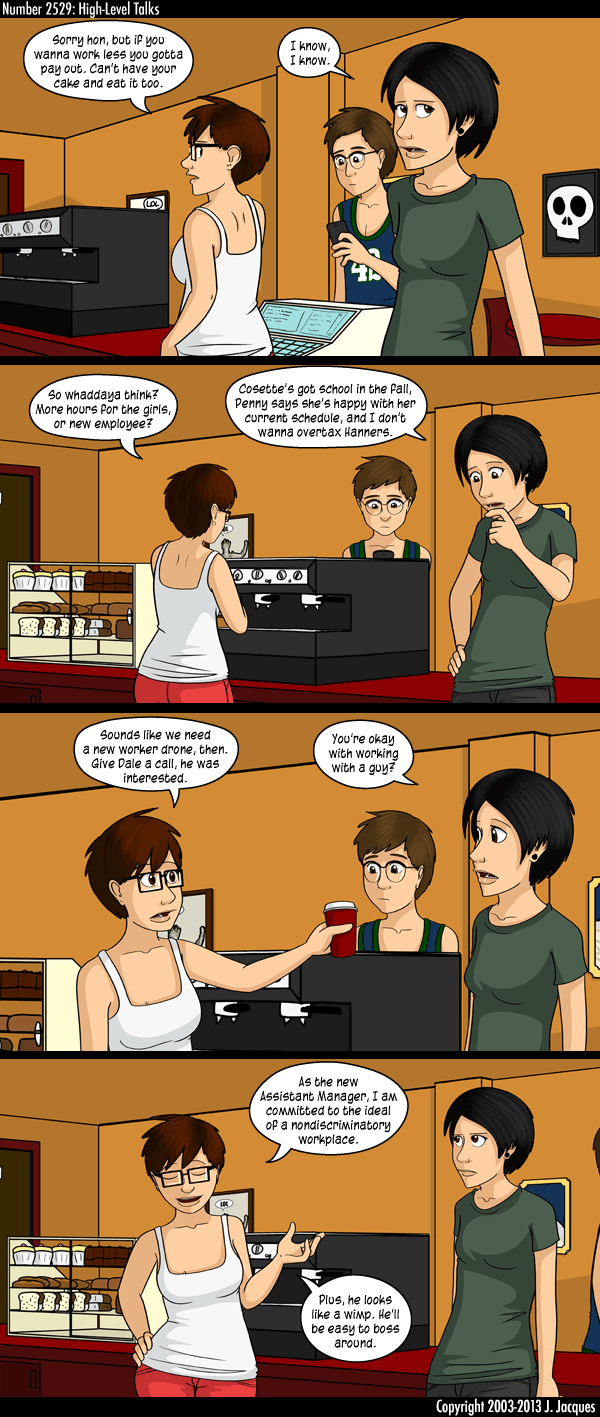 Number 2529: High-Level Talks
Sorry hon, but if you
wanna work less you gotta
pay out. Can't have your
cake and eat it too.
I know,
I know.
LOL
42
So whaddaya think?
More hours for the girls,
or new employee?
Cosette's got school in the fall,
Penny says she's happy with her
current schedule, and I don't
wanna overtax Hanners.
Sounds like we need
a new worker drone, then.
Give Dale a call, he was
interested.
You're okay
with working
with a guy?
As the new
Assistant Manager, I am
committed to the ideal
of a nondiscriminatory
workplace.
LOL
Plus, he looks
like a wimp. He'll
be easy to boss
around.
Copyright 2003-2013 J. Jacques